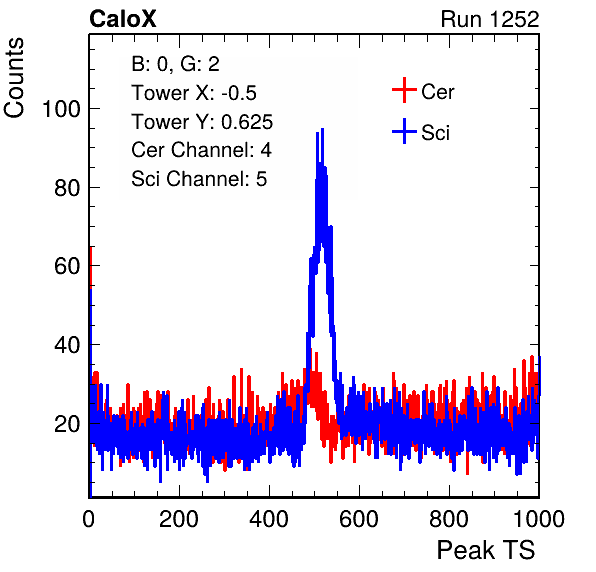 CaloX Run 1252
Counts
B: 0, G: 2
Tower X: -0.5
Tower Y: 0.625
Cer Channel: 4
Sci Channel: 5
Cer
Sci
100
80
60
40
20
0 200 400 600 800 1000
Peak TS